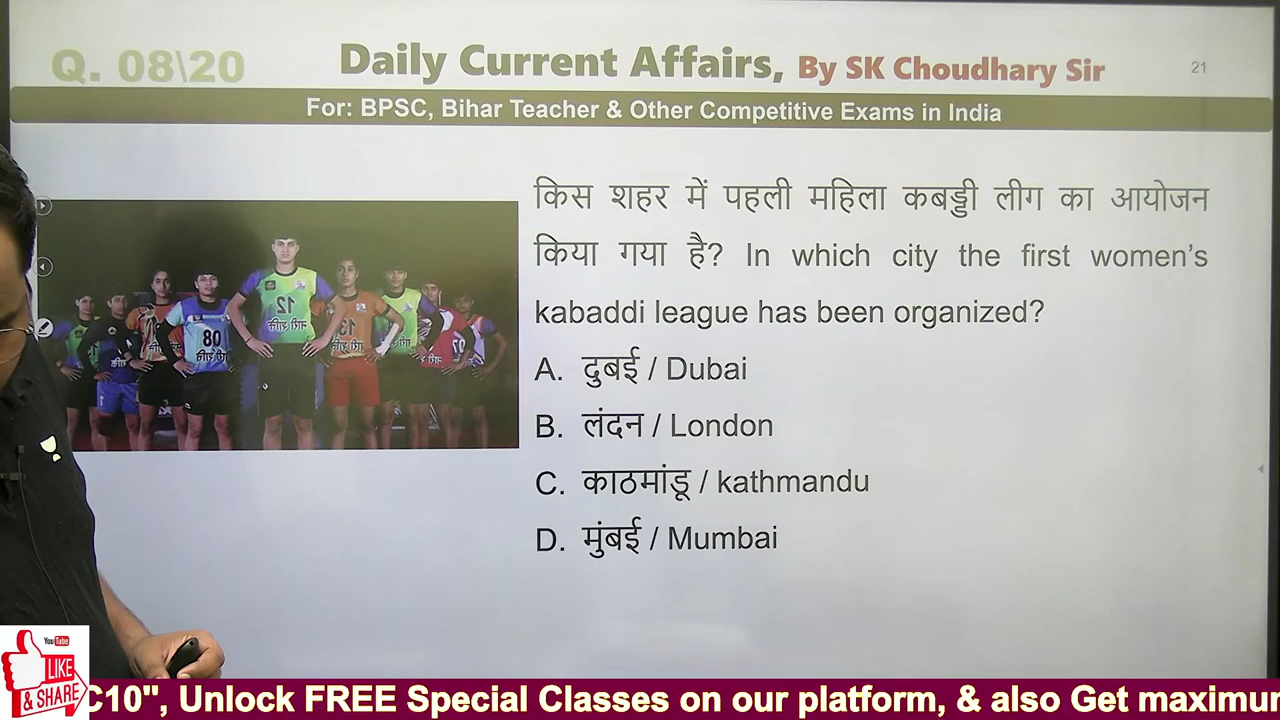 Q. 08\20
Daily Current Affairs, By SK Choudhary Sir
21
For: BPSC, Bihar Teacher & Other Competitive Exams in India
किस शहर में पहली महिला कबड्डी लीग का आयोजन
किया गया है? In which city the first women’s
kabaddi league has been organized?
A. दुबई / Dubai
B. लंदन / London
C. काठमांडू / kathmandu
D. मुंबई / Mumbai
12
80
YouTube
LIKE
& SHARE
C10", Unlock FREE Special Classes on our platform, & also Get maximum